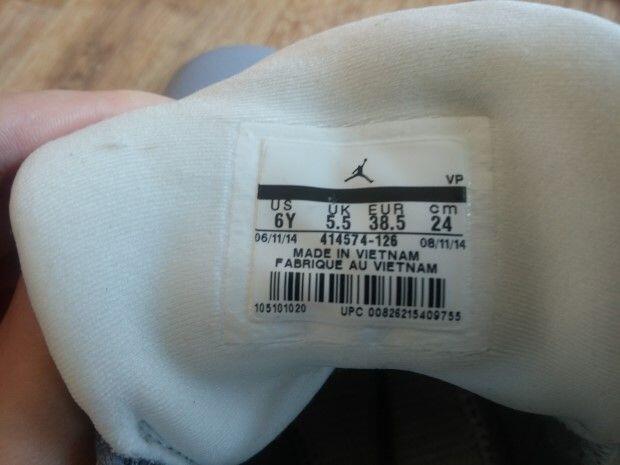 VP
US UK EUR cm
6Y 5.5 38.5 24
06/11/14 414574-126 08/11/14
MADE IN VIETNAM
FABRIQUE AU VIETNAM
105101020 UPC 00826215409755